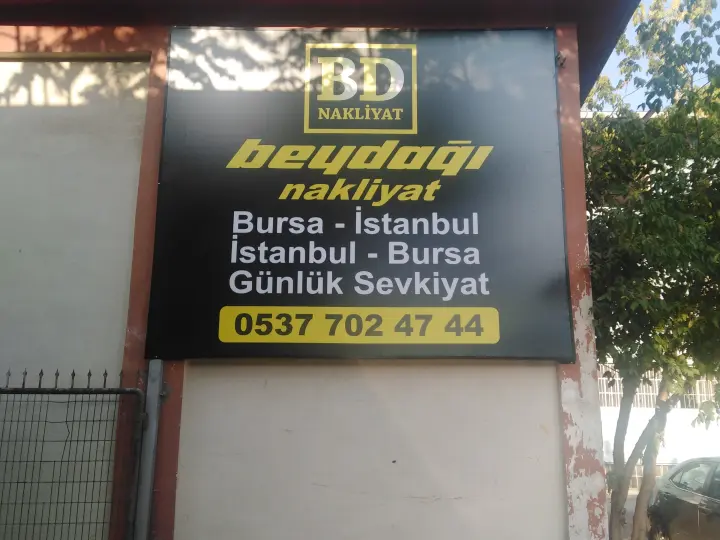 BD
NAKLİYAT
beydağı
nakliyat
Bursa - İstanbul
İstanbul - Bursa
Günlük Sevkiyat
0537 702 47 44